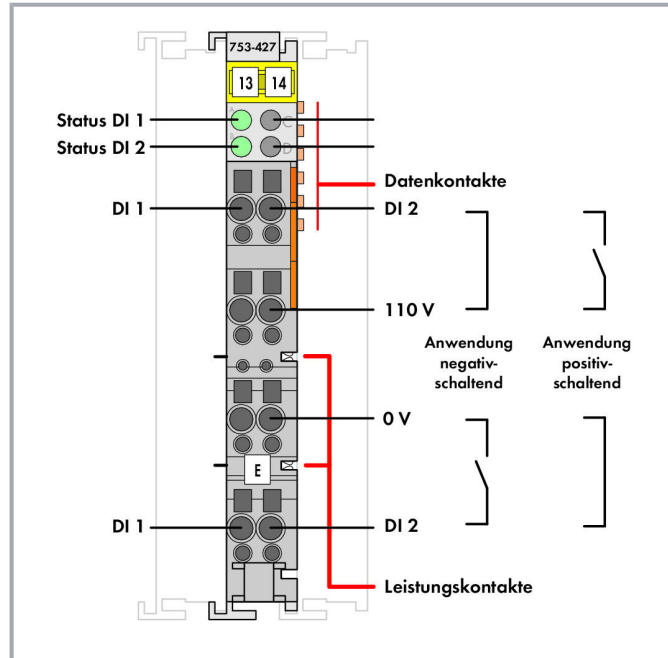 753-427
13 14
A C
Status DI 1
B D
Status DI 2
Datenkontakte
DI 1
DI 2
110 V
Anwendung
negativ-
schaltend
Anwendung
positiv-
schaltend
0 V
E
DI 1
DI 2
Leistungskontakte